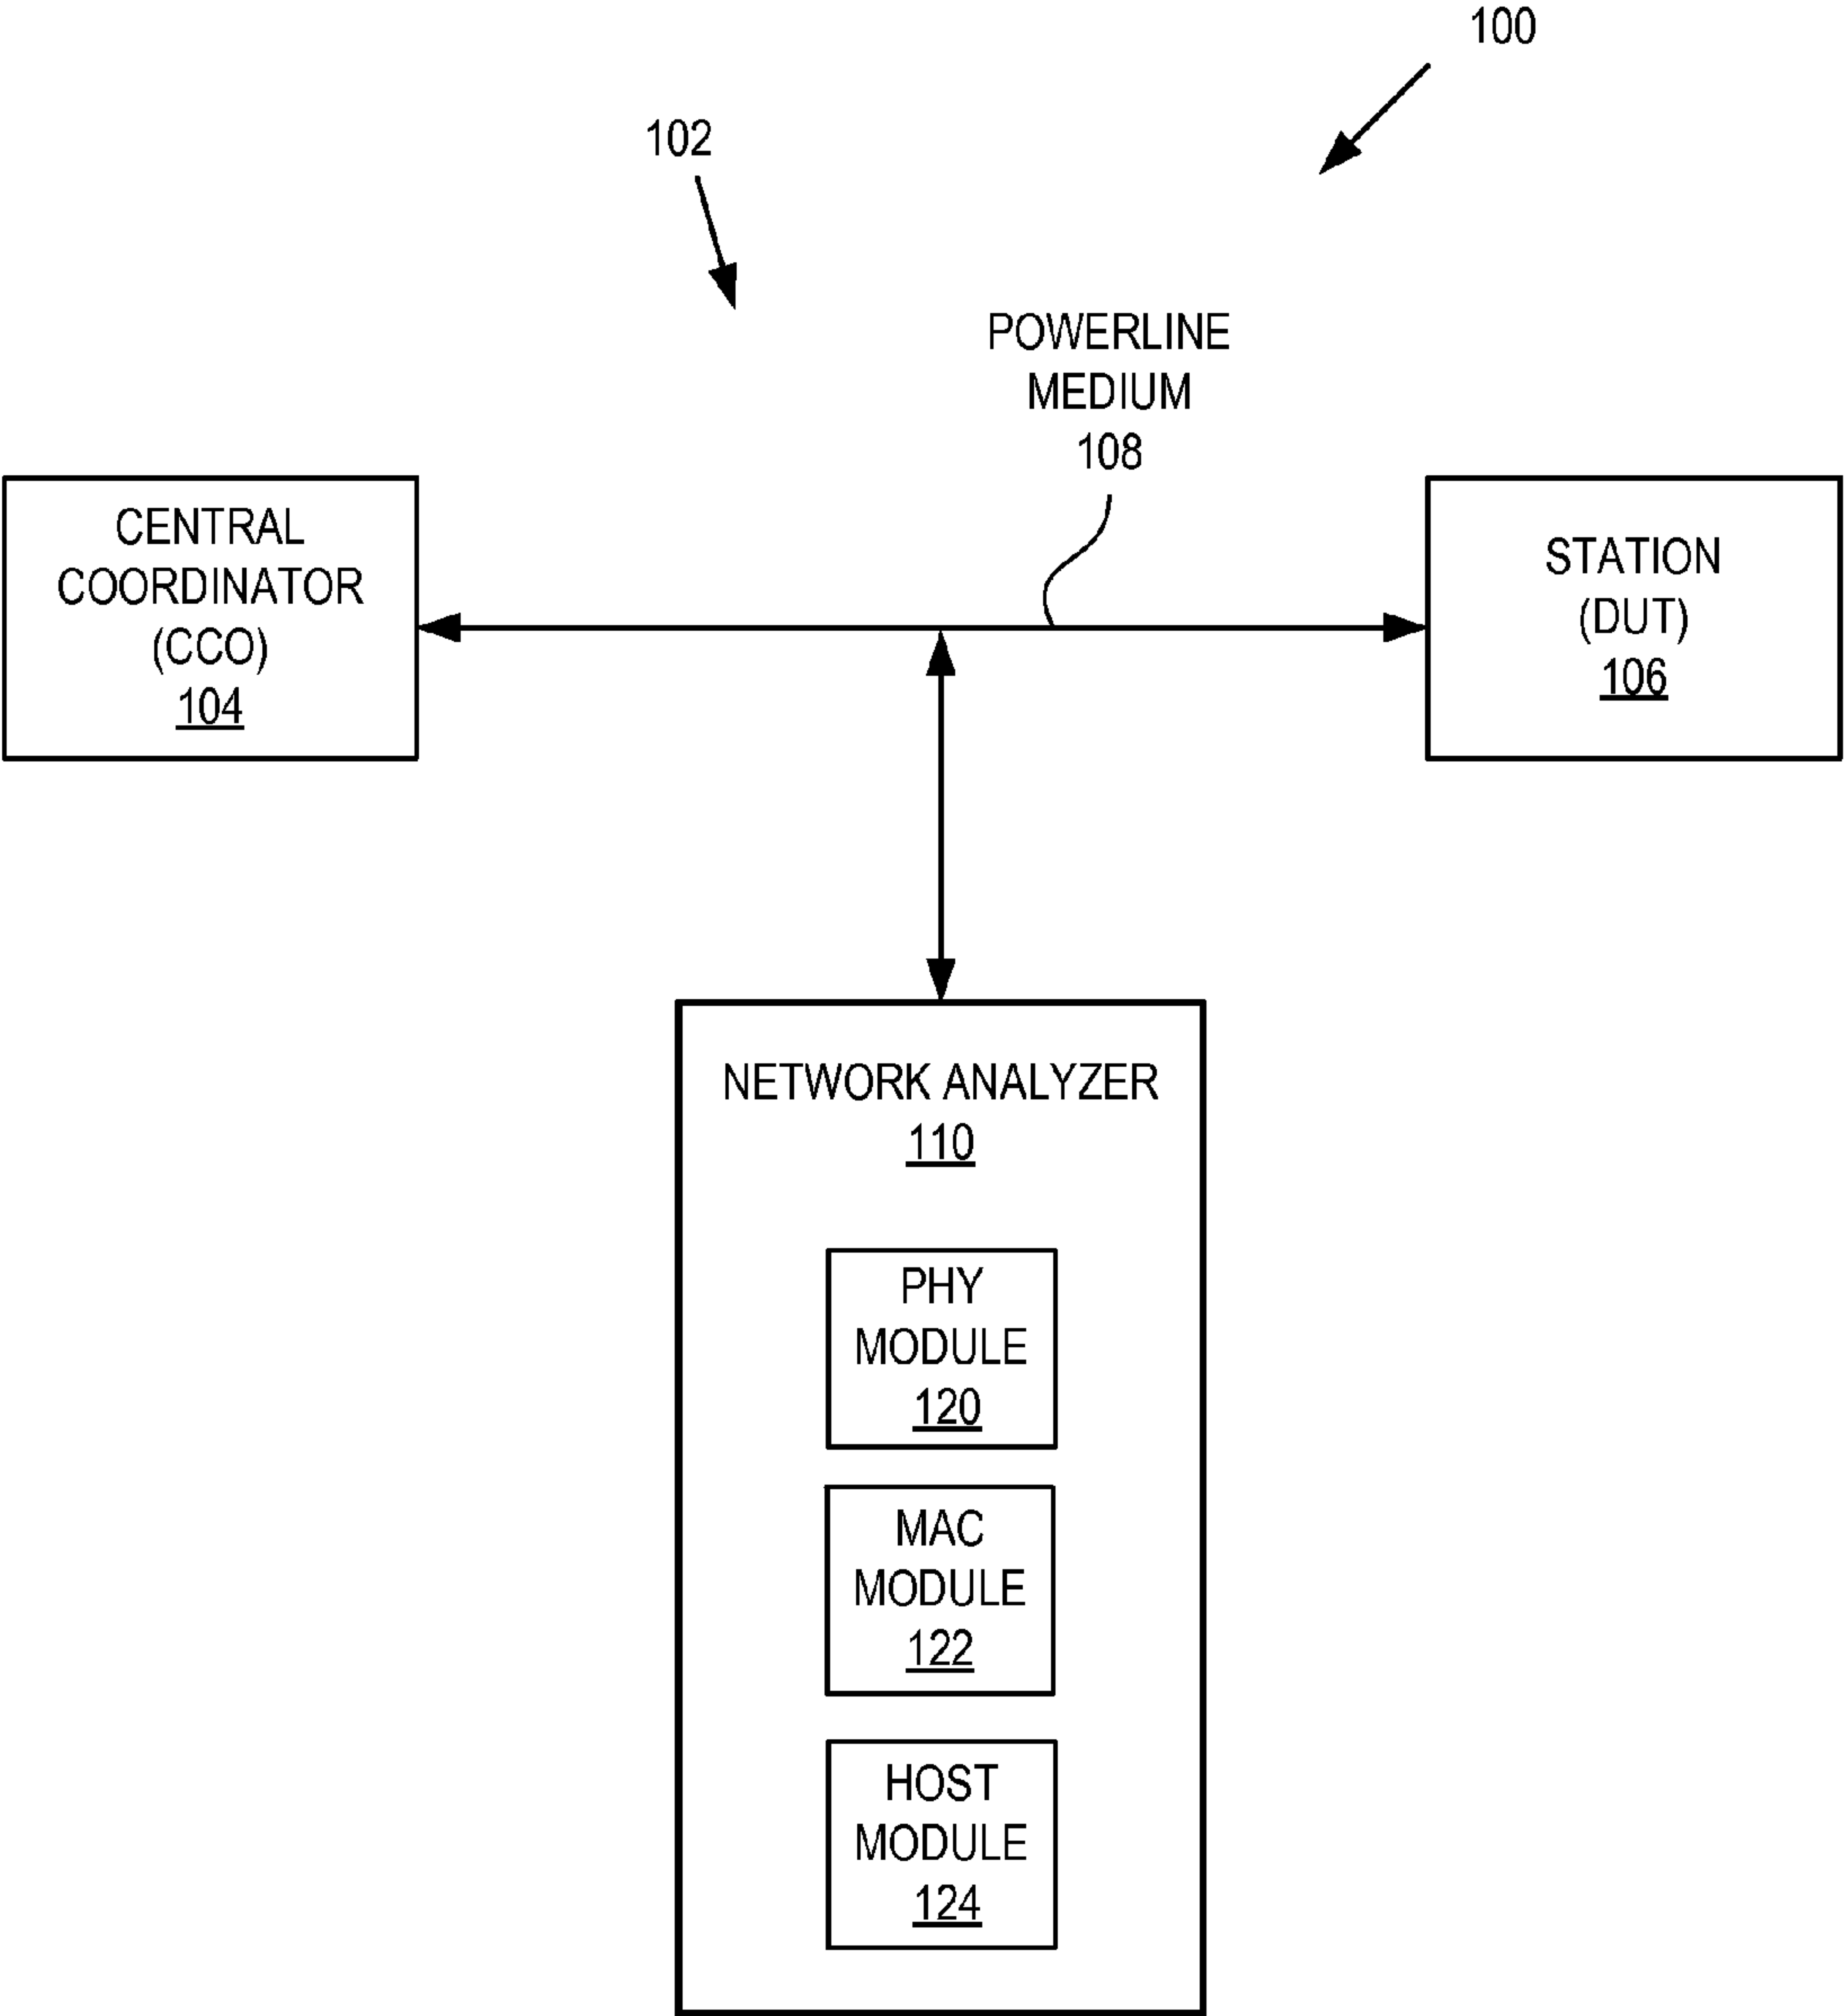 100
102
POWERLINE
MEDIUM
108
CENTRAL
COORDINATOR
(CCO)
104
STATION
(DUT)
106
NETWORK ANALYZER
110
PHY
MODULE
120
MAC
MODULE
122
HOST
MODULE
124